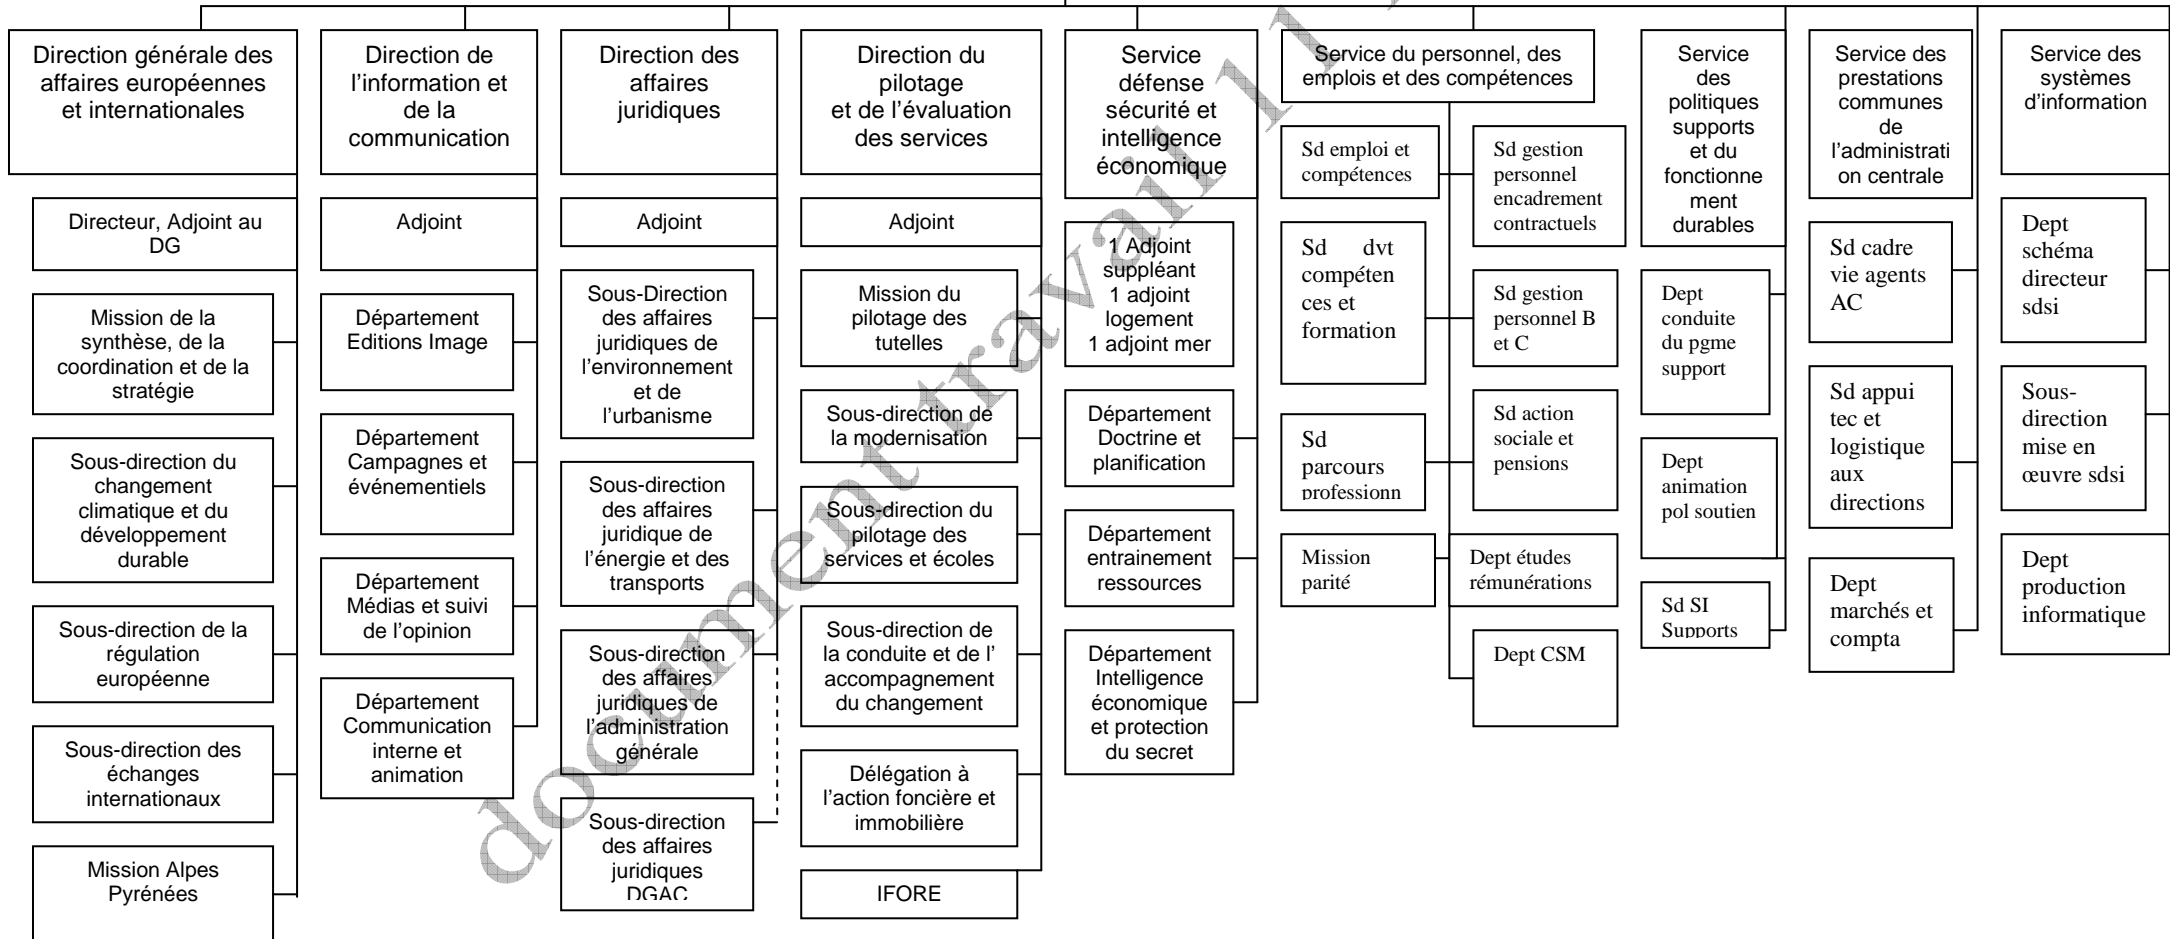 Direction générale des
affaires européennes
et internationales
Directeur, Adjoint au
DG
Mission de la
synthèse, de la
coordination et de la
stratégie
Sous-direction du
changement
climatique et du
développement
durable
Sous-direction de la
régulation
européenne
Sous-direction des
échanges
internationaux
Mission Alpes
Pyrénées
Direction de
l'information et
de la
communication
Adjoint
Département
Editions Image
Département
Campagnes et
événementiels
Département
Médias et suivi
de l'opinion
Département
Communication
interne et
animation
Direction des
affaires
juridiques
Adjoint
Sous-Direction
des affaires
juridiques de
l'environnement
et de
l'urbanisme
Sous-direction
des affaires
juridique de
l'énergie et des
transports
Sous-direction
des affaires
juridiques de
l'administration
générale
Sous-direction
des affaires
juridiques
DGAC
Direction du
pilotage
et de l'évaluation
des services
Adjoint
Mission du
pilotage des
tutelles
Sous-direction de
la modernisation
Sous-direction du
pilotage des
services et écoles
Sous-direction de
la conduite et de l'
accompagnement
du changement
Délégation à
l'action foncière et
immobilière
IFORE
Service
défense
sécurité et
intelligence
économique
1 Adjoint
suppléant
1 adjoint
logement
1 adjoint mer
Département
Doctrine et
planification
Département
entrainement
ressources
Département
Intelligence
économique
et protection
du secret
Service du personnel, des
emplois et des compétences
Sd emploi et
compétences
Sd dvt
compéten
ces et
formation
Sd
parcours
professionn
Mission
parité
Sd gestion
personnel
encadrement
contractuels
Sd gestion
personnel B
et C
Sd action
sociale et
pensions
Dept études
rémunérations
Dept CSM
Service
des
politiques
supports
et du
fonctionne
ment
durables
Dept
conduite
du pgme
support
Dept
animation
pol soutien
Sd SI
Supports
Service des
prestations
communes
de
l'administrati
on centrale
Sd cadre
vie agents
AC
Sd appui
tec et
logistique
aux
directions
Dept
marchés et
compta
Service des
systèmes
d'information
Dept
schéma
directeur
sdsi
Sous-
direction
mise en
œuvre sdsi
Dept
production
informatique
document travail 11